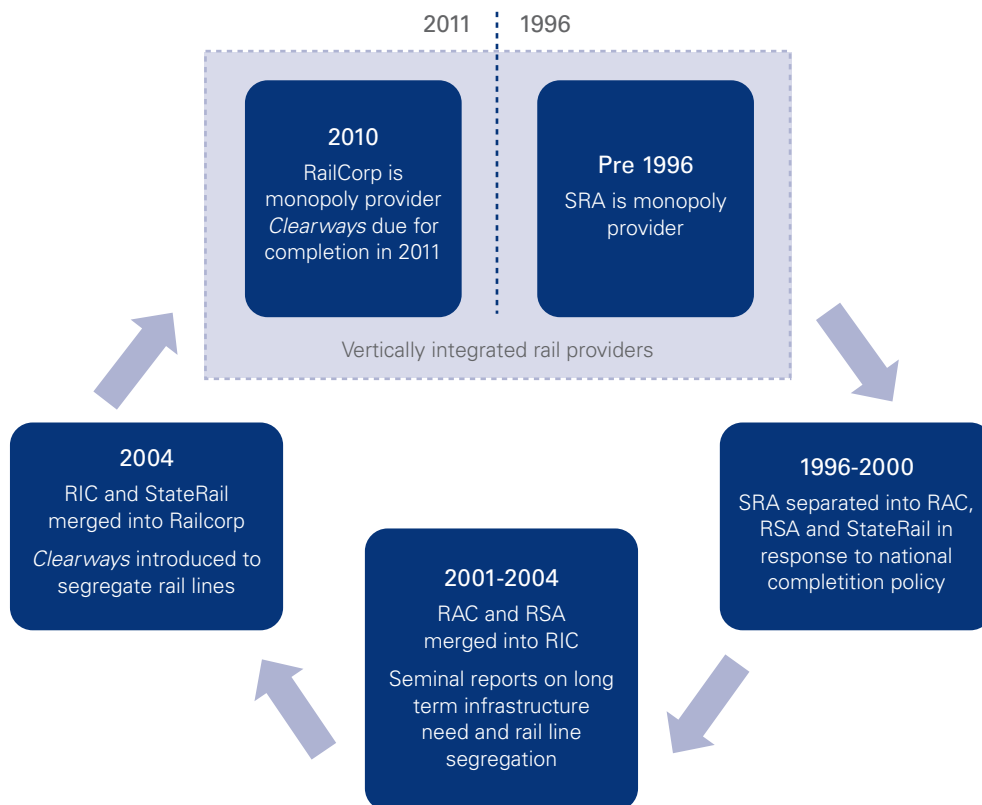 2011
1996
2010
RailCorp is
monopoly provider
Clearways due for
completion in 2011
Pre 1996
SRA is monopoly
provider
Vertically integrated rail providers
1996-2000
SRA separated into RAC,
RSA and StateRail in
response to national
completition policy
2001-2004
RAC and RSA
merged into RIC
Seminal reports on long
term infrastructure
need and rail line
segregation
2004
RIC and StateRail
merged into Railcorp
Clearways introduced to
segregate rail lines